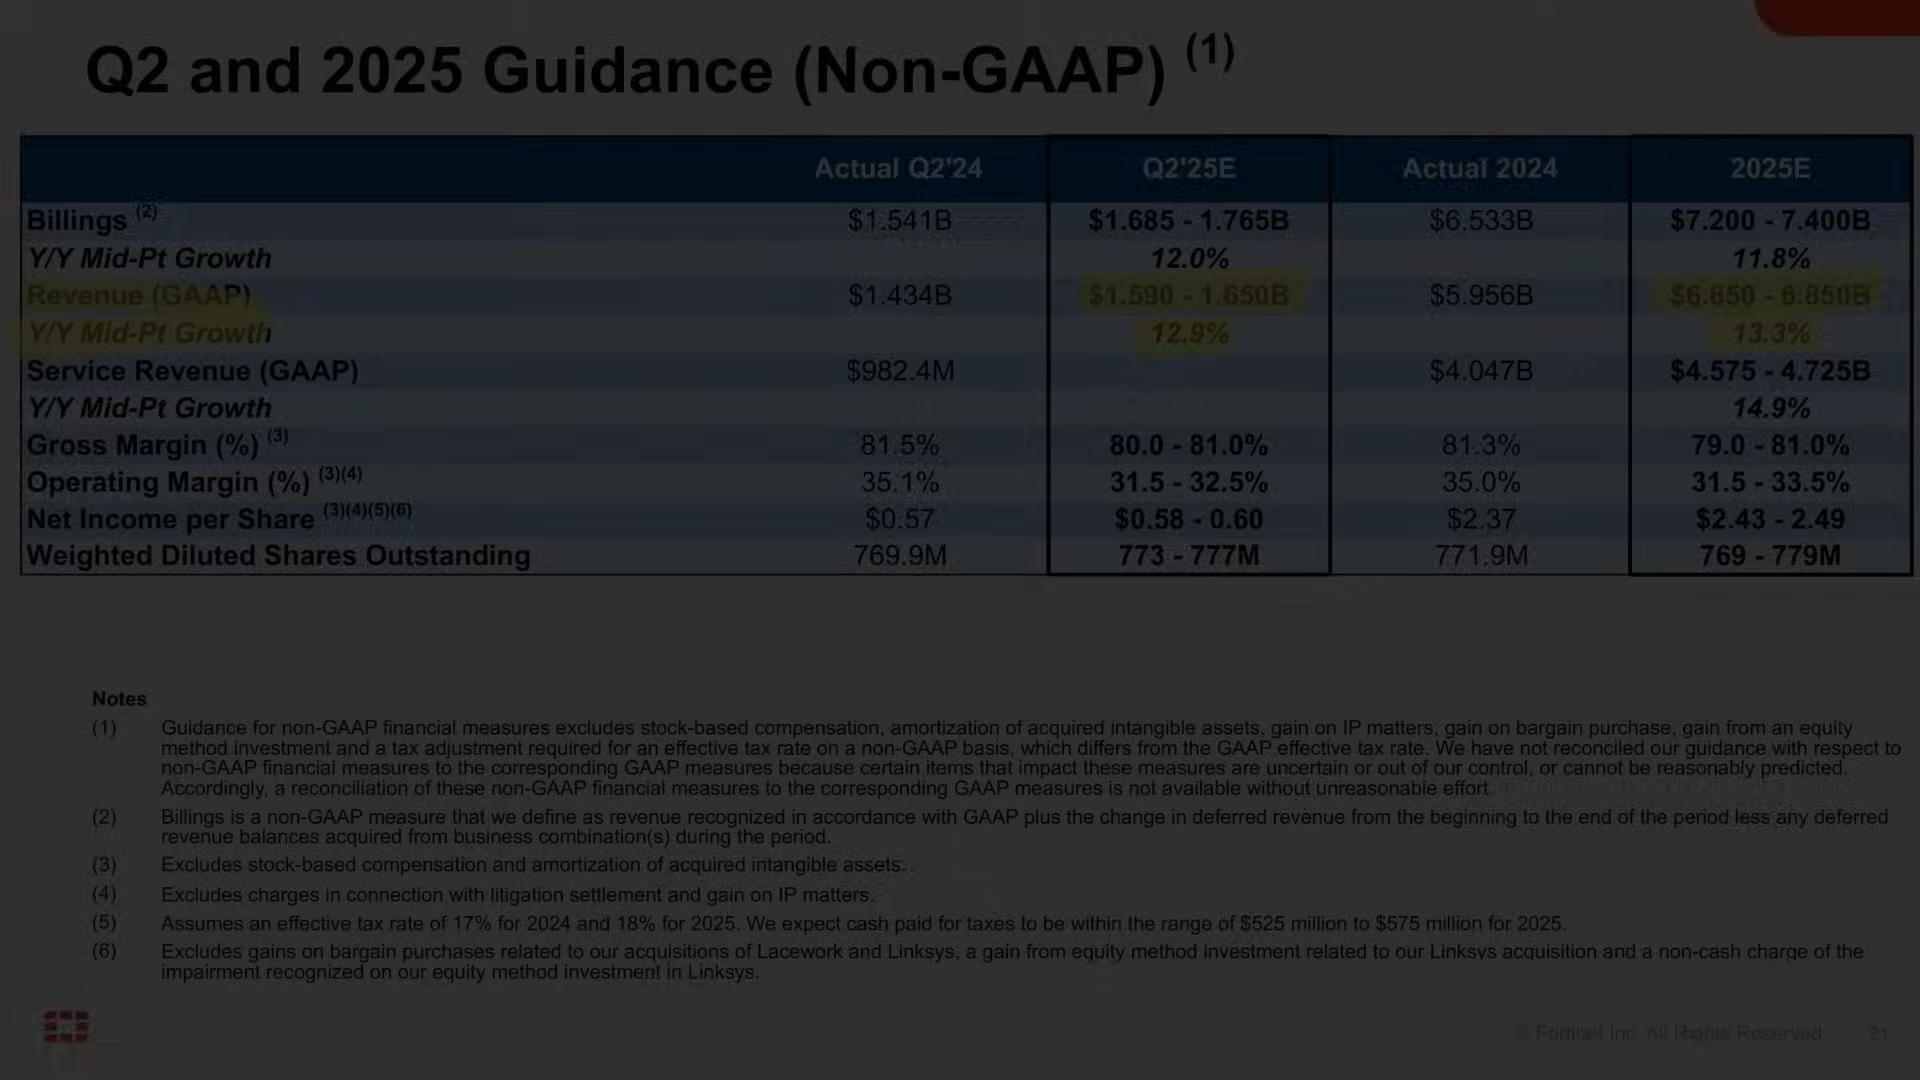 Q2 and 2025 Guidance (Non-GAAP) (1)
Actual Q2'24 Q2'25E Actual 2024 2025E
Billings (2) $1.541B $1.685 - 1.765B $6.533B $7.200 - 7.400B
Y/Y Mid-Pt Growth 12.0% 11.8%
Revenue (GAAP) $1.434B $1.590 - 1.650B $5.956B $6.650 - 6.850B
Y/Y Mid-Pt Growth 12.9% 13.3%
Service Revenue (GAAP) $982.4M $4.047B $4.575 - 4.725B
Y/Y Mid-Pt Growth 14.9%
Gross Margin (%) (3) 81.5% 80.0 - 81.0% 81.3% 79.0 - 81.0%
Operating Margin (%) (3)(4) 35.1% 31.5 - 32.5% 35.0% 31.5 - 33.5%
Net Income per Share (3)(4)(5)(6) $0.57 $0.58 - 0.60 $2.37 $2.43 - 2.49
Weighted Diluted Shares Outstanding 769.9M 773 - 777M 771.9M 769 - 779M
Notes
(1) Guidance for non-GAAP financial measures excludes stock-based compensation, amortization of acquired intangible assets, gain on IP matters, gain on bargain purchase, gain from an equity
method investment and a tax adjustment required for an effective tax rate on a non-GAAP basis, which differs from the GAAP effective tax rate. We have not reconciled our guidance with respect to
non-GAAP financial measures to the corresponding GAAP measures because certain items that impact these measures are uncertain or out of our control, or cannot be reasonably predicted.
Accordingly, a reconciliation of these non-GAAP financial measures to the corresponding GAAP measures is not available without unreasonable effort
(2) Billings is a non-GAAP measure that we define as revenue recognized in accordance with GAAP plus the change in deferred revenue from the beginning to the end of the period less any deferred
revenue balances acquired from business combination(s) during the period.
(3) Excludes stock-based compensation and amortization of acquired intangible assets.
(4) Excludes charges in connection with litigation settlement and gain on IP matters.
(5) Assumes an effective tax rate of 17% for 2024 and 18% for 2025. We expect cash paid for taxes to be within the range of $525 million to $575 million for 2025.
(6) Excludes gains on bargain purchases related to our acquisitions of Lacework and Linksys, a gain from equity method investment related to our Linksys acquisition and a non-cash charge of the
impairment recognized on our equity method investment in Linksys.
© Fortinet Inc. All Rights Reserved. 21